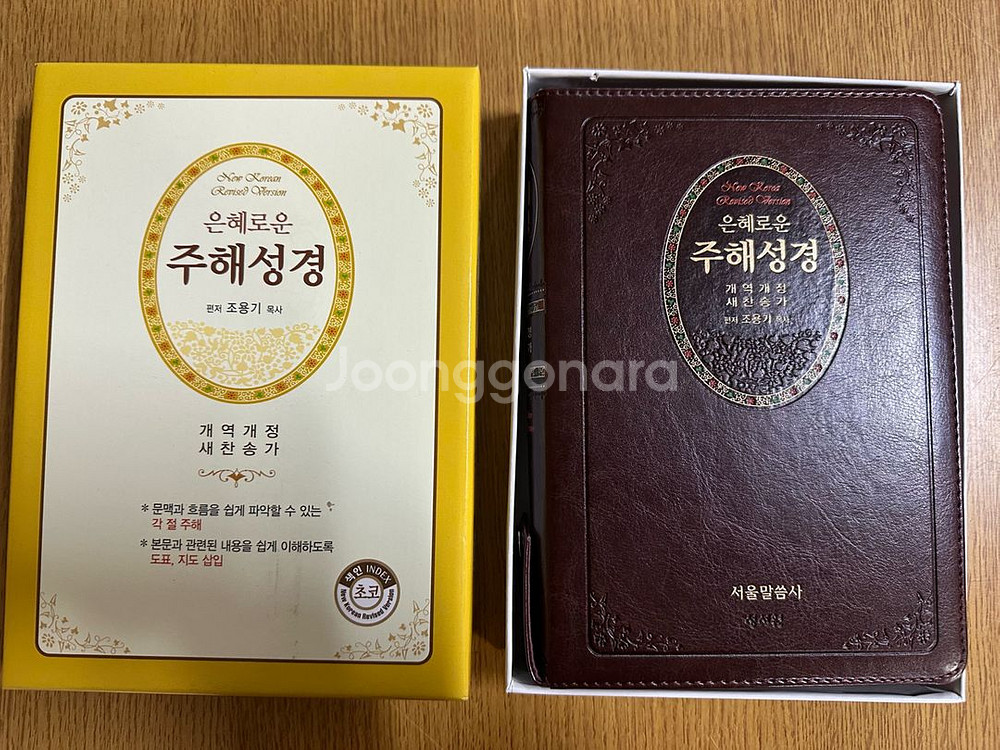 New Korean
Revised Version
은혜로운
주해성경
편저 조용기 목사
개역개정
새찬송가
* 문맥과 흐름을 쉽게 파악할 수 있는
각 절 주해
* 본문과 관련된 내용을 쉽게 이해하도록
도표, 지도 삽입
색인 INDEX
초코
New Korean Revised Version
New Korea
Revised Version
은혜로운
주해성경
개역개정
새찬송가
편저 조용기 목사
서울말씀사
Joonggonara